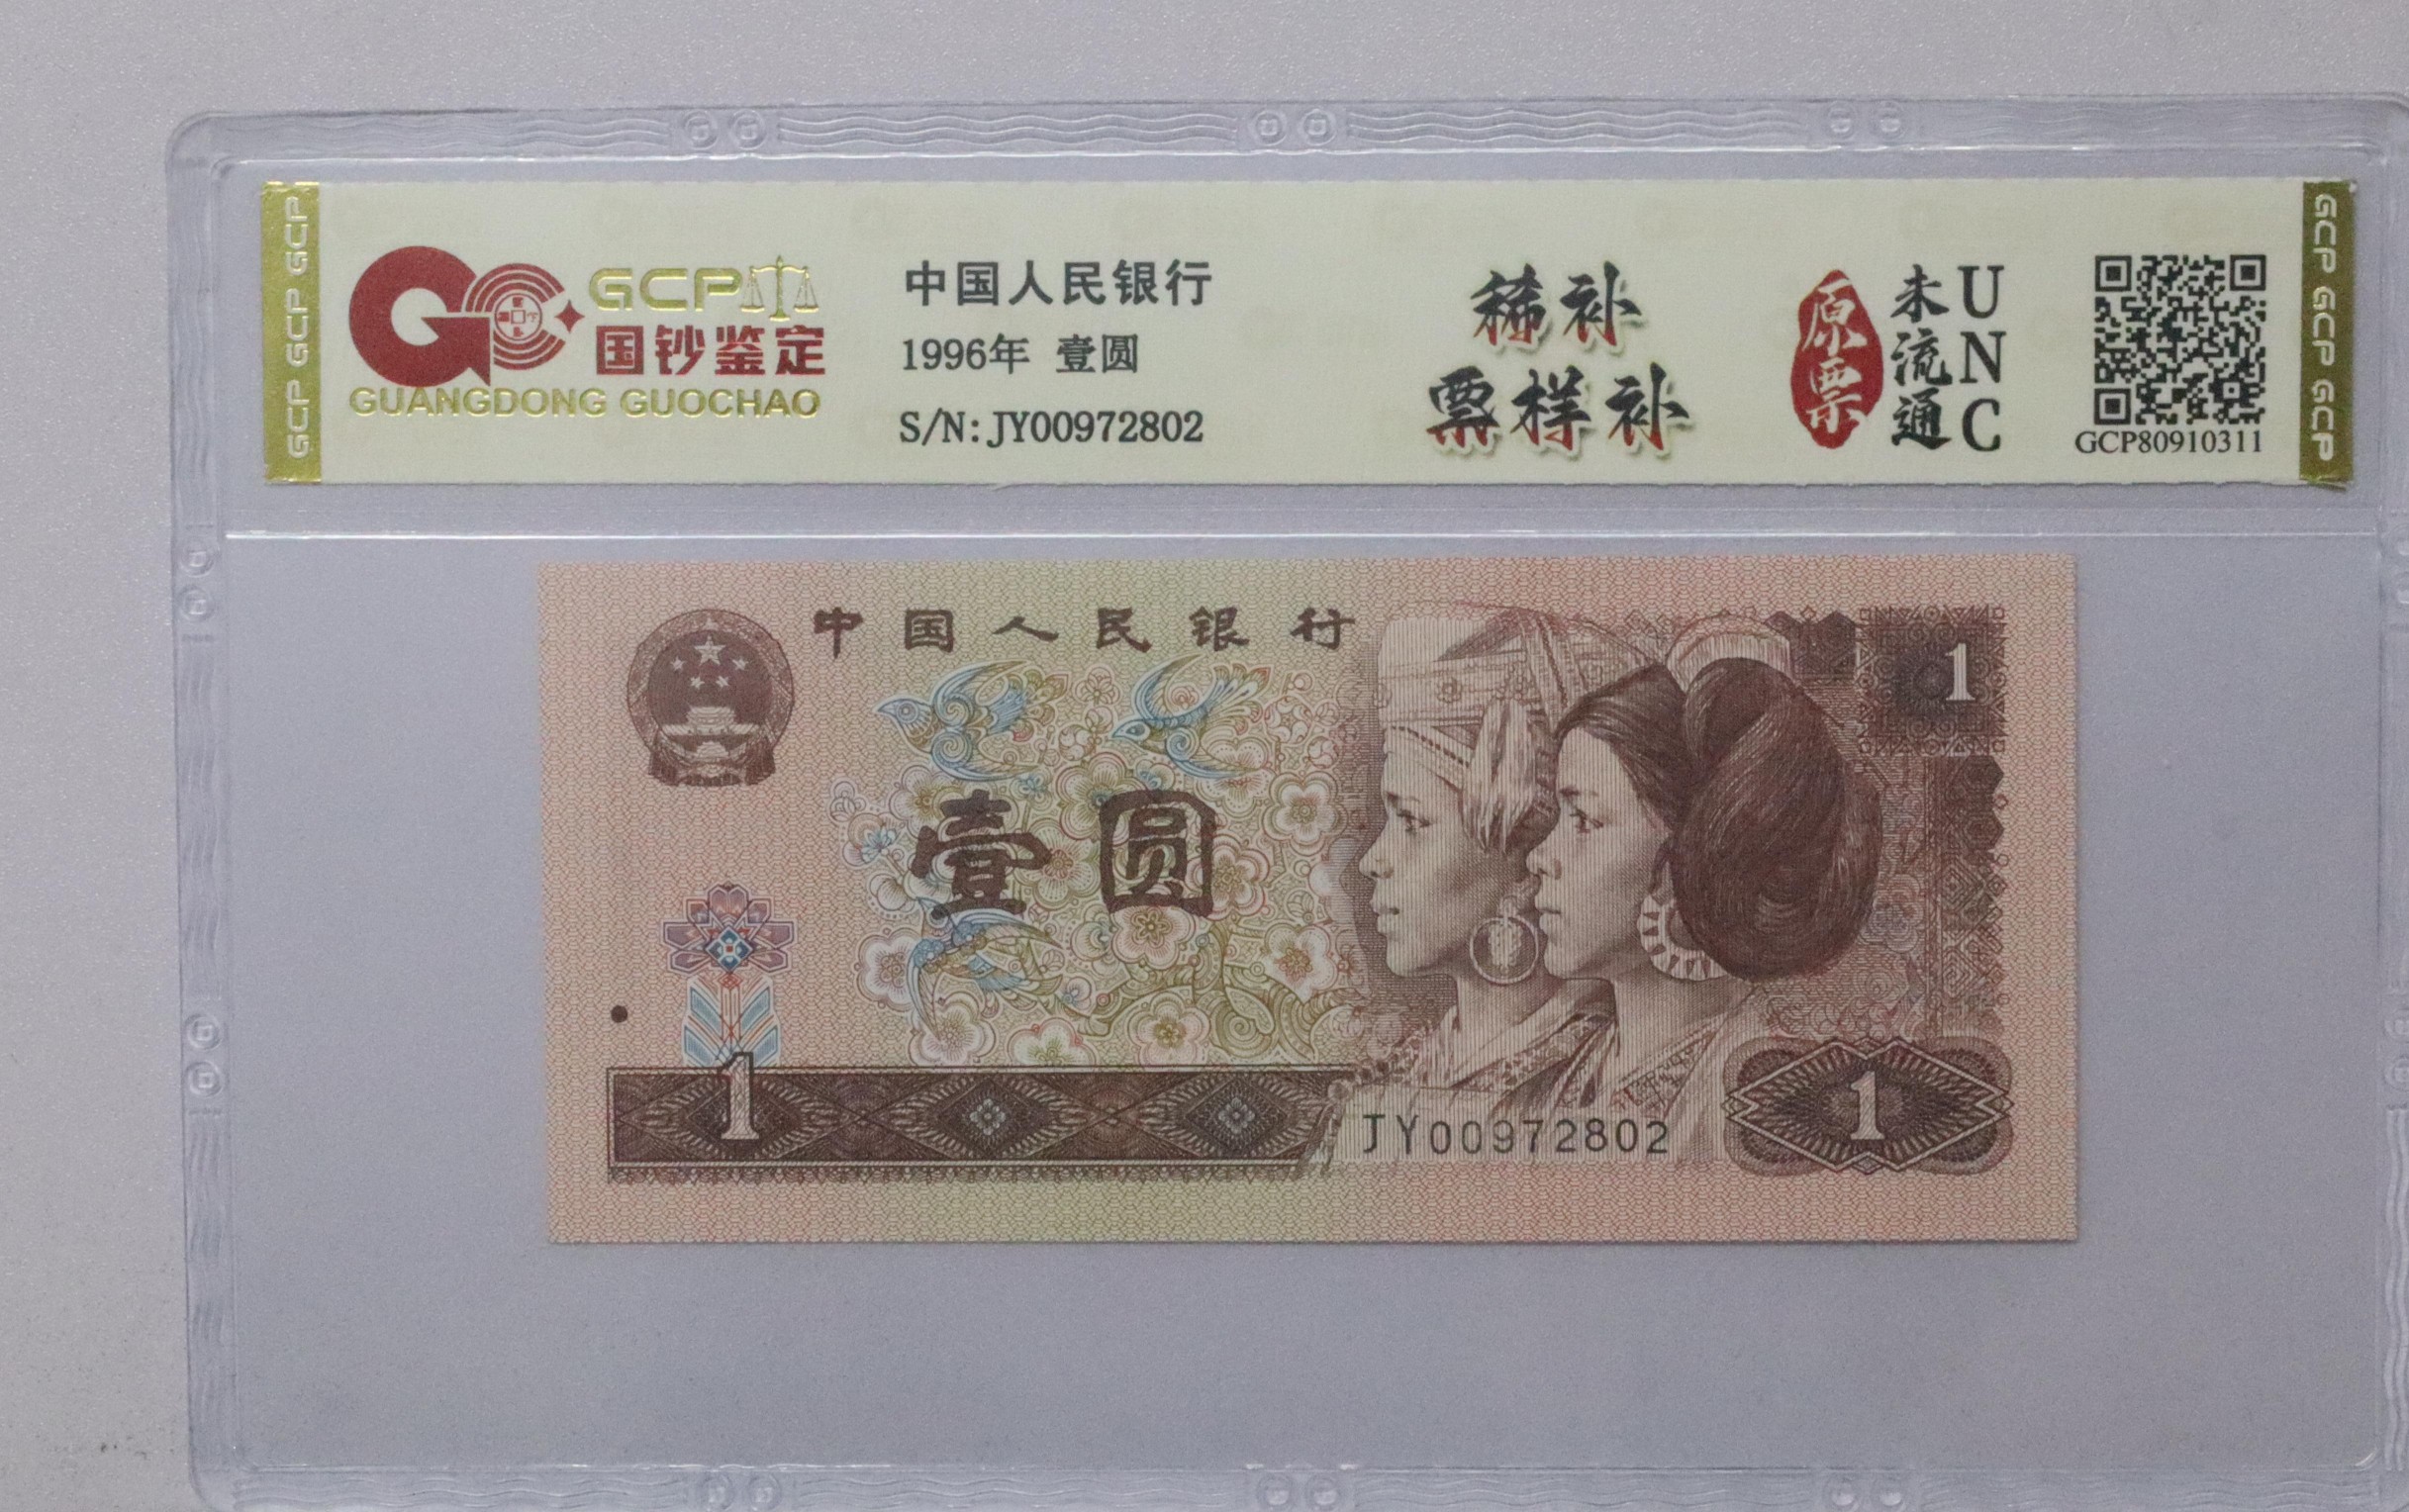 GCP GCP GCP
GCP
国钞鉴定
GUANGDONG GUOCHAO
中国人民银行
1996年 壹圆
S/N:JY00972802
稀补
票样补
原票
未流通
UNC
GCP80910311
GCP GCP GCP GCP
中国人民银行
1
壹圆
1
JY00972802
1